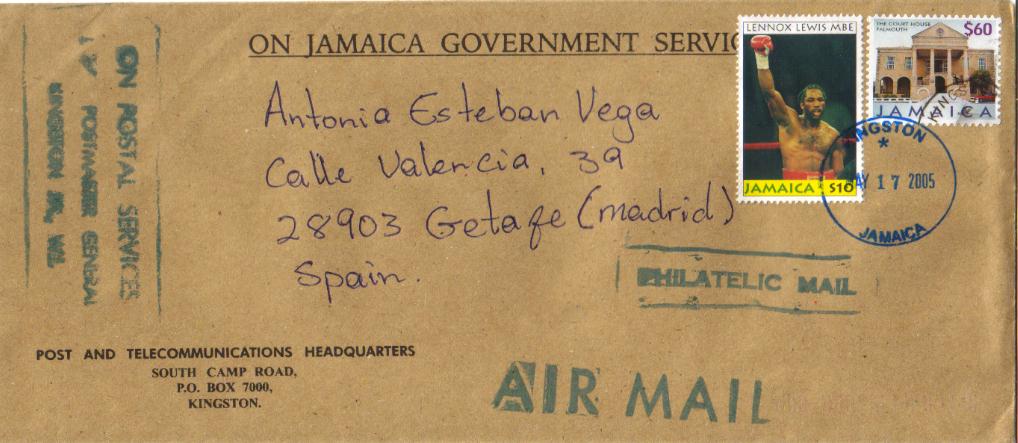 ON JAMAICA GOVERNMENT SERVIC
LENNOX LEWIS MBE
JAMAICA $10
THE COURT HOUSE
FALMOUTH
$60
JAMAICA
KINGSTON
KINGSTON
*
MAY 17 2005
JAMAICA
Antonia Esteban Vega
Calle Valencia, 39
28903 Getafe (madrid)
Spain.
ON POSTAL SERVICES
POSTMASTER GENERAL
KINGSTON JA., W.I.
PHILATELIC MAIL
POST AND TELECOMMUNICATIONS HEADQUARTERS
SOUTH CAMP ROAD,
P.O. BOX 7000,
KINGSTON.
AIR MAIL